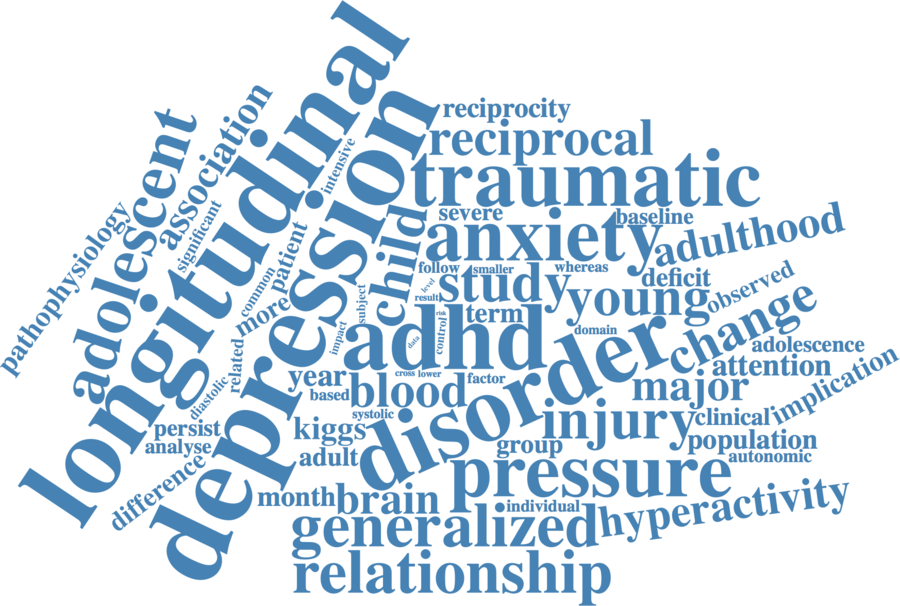 longitudinal
depression
adolescent
association
pathophysiology
significant
intensive
patient
common
more
related
diastolic
persist
analyse
difference
reciprocity
reciprocal
traumatic
severe
baseline
anxiety
adulthood
child
follow
smaller
whereas
deficit
observed
level
result
study
young
subject
impact
adhd
data
control
risk
term
domain
change
disorder
adolescence
attention
implication
cross
lower
year
based
blood
factor
major
systolic
kiggs
injury
clinical
population
autonomic
group
adult
pressure
month
brain
individual
hyperactivity
generalized
relationship